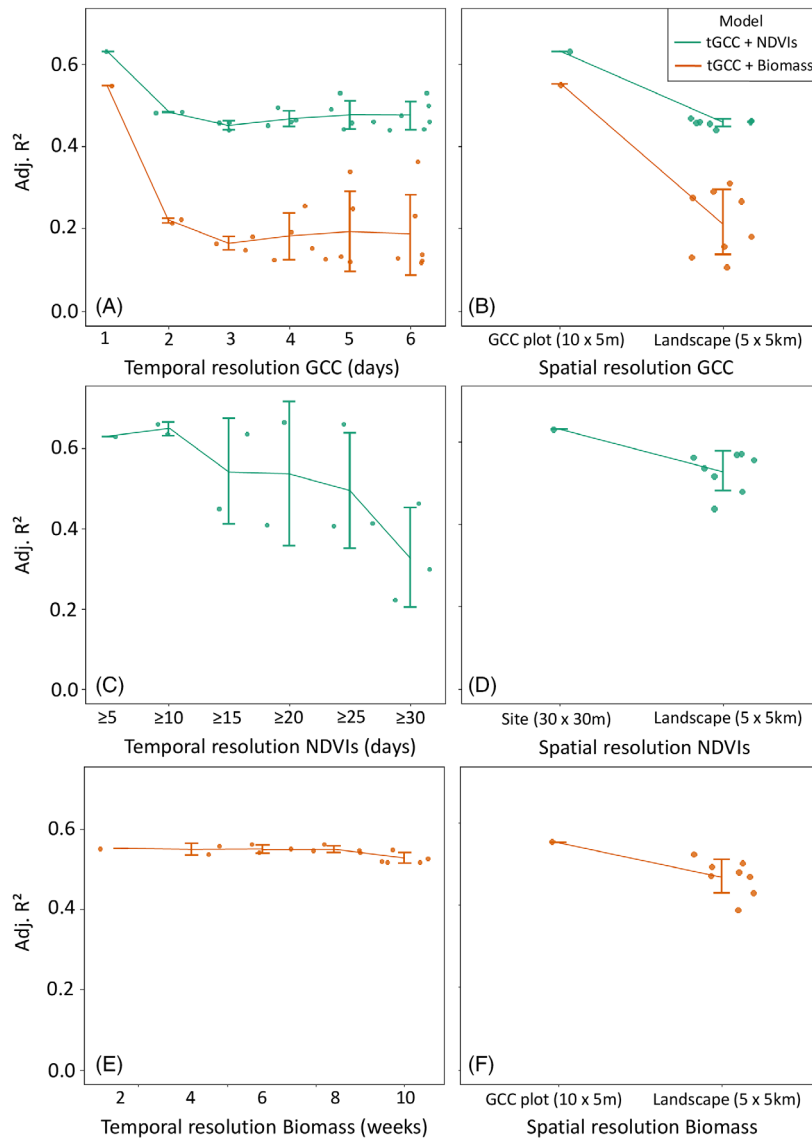 Model
tGCC + NDVIs
tGCC + Biomass
Adj. R²
0.6
0.4
0.2
0.0
(A)
1 2 3 4 5 6
Temporal resolution GCC (days)
(B)
GCC plot (10 x 5m) Landscape (5 x 5km)
Spatial resolution GCC
Adj. R²
0.6
0.4
0.2
0.0
(C)
≥5 ≥10 ≥15 ≥20 ≥25 ≥30
Temporal resolution NDVIs (days)
(D)
Site (30 x 30m) Landscape (5 x 5km)
Spatial resolution NDVIs
Adj. R²
0.6
0.4
0.2
0.0
(E)
2 4 6 8 10
Temporal resolution Biomass (weeks)
(F)
GCC plot (10 x 5m) Landscape (5 x 5km)
Spatial resolution Biomass